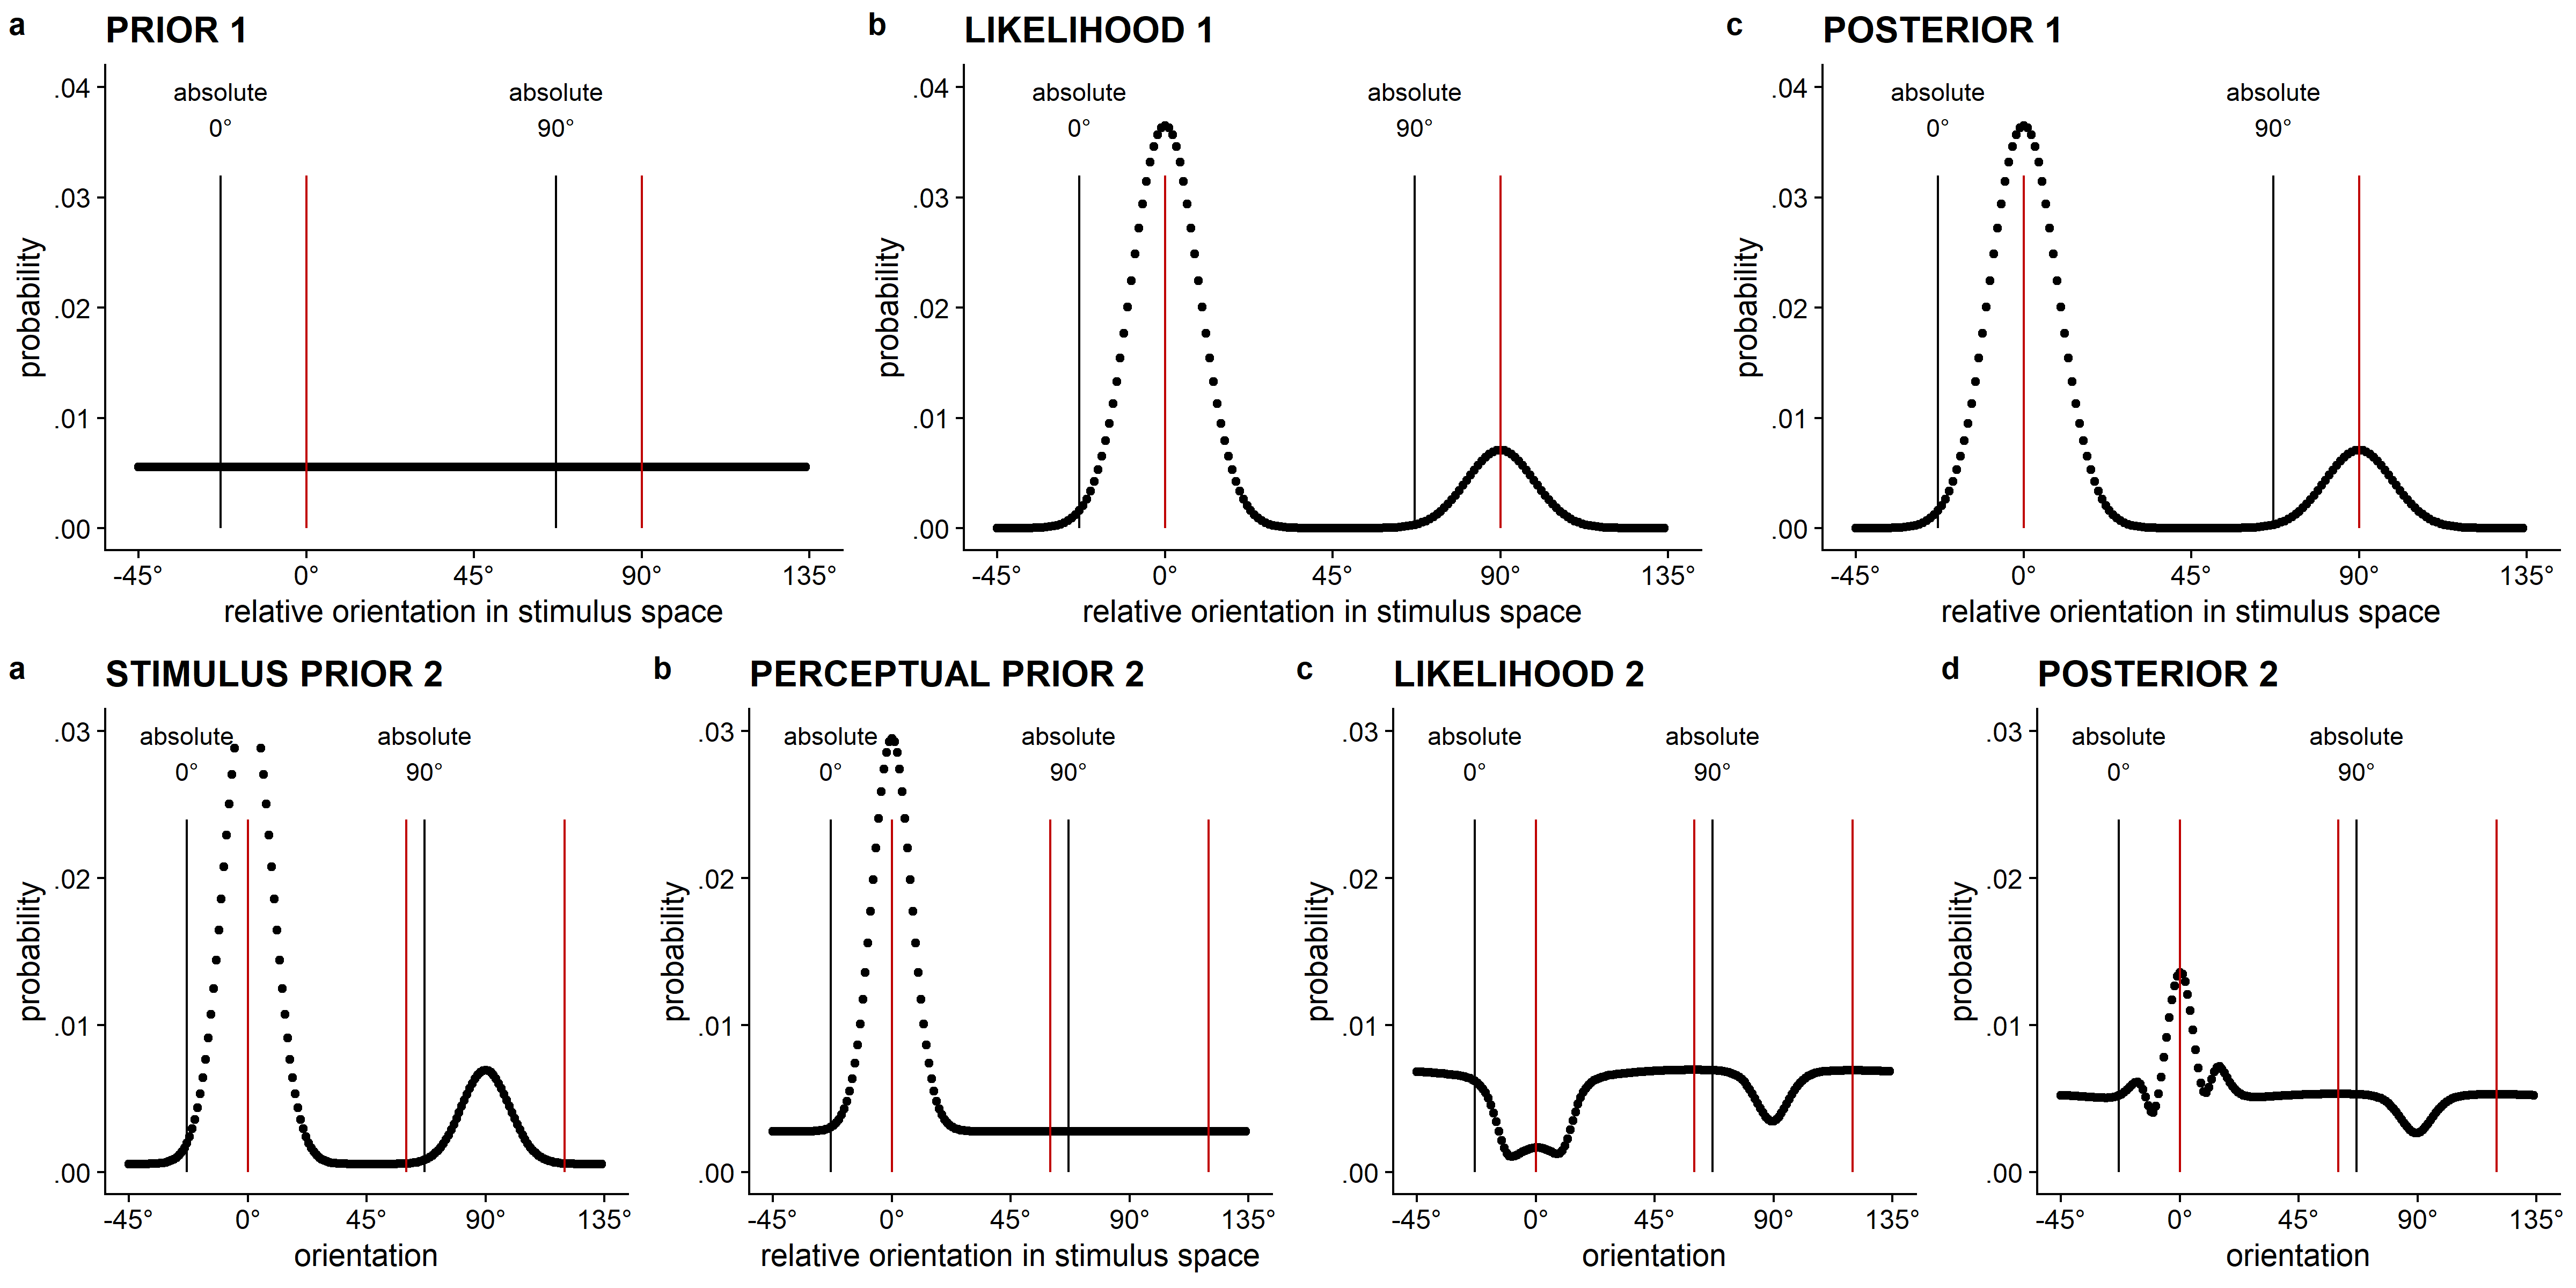 a PRIOR 1
.04
.03
.02
.01
.00
probability
absolute
0°
absolute
90°
-45° 0° 45° 90° 135°
relative orientation in stimulus space
b LIKELIHOOD 1
.04
.03
.02
.01
.00
probability
absolute
0°
absolute
90°
-45° 0° 45° 90° 135°
relative orientation in stimulus space
c POSTERIOR 1
.04
.03
.02
.01
.00
probability
absolute
0°
absolute
90°
-45° 0° 45° 90° 135°
relative orientation in stimulus space
a STIMULUS PRIOR 2
.03
.02
.01
.00
probability
absolute
0°
absolute
90°
-45° 0° 45° 90° 135°
orientation
b PERCEPTUAL PRIOR 2
.03
.02
.01
.00
probability
absolute
0°
absolute
90°
-45° 0° 45° 90° 135°
relative orientation in stimulus space
c LIKELIHOOD 2
.03
.02
.01
.00
probability
absolute
0°
absolute
90°
-45° 0° 45° 90° 135°
orientation
d POSTERIOR 2
.03
.02
.01
.00
probability
absolute
0°
absolute
90°
-45° 0° 45° 90° 135°
orientation